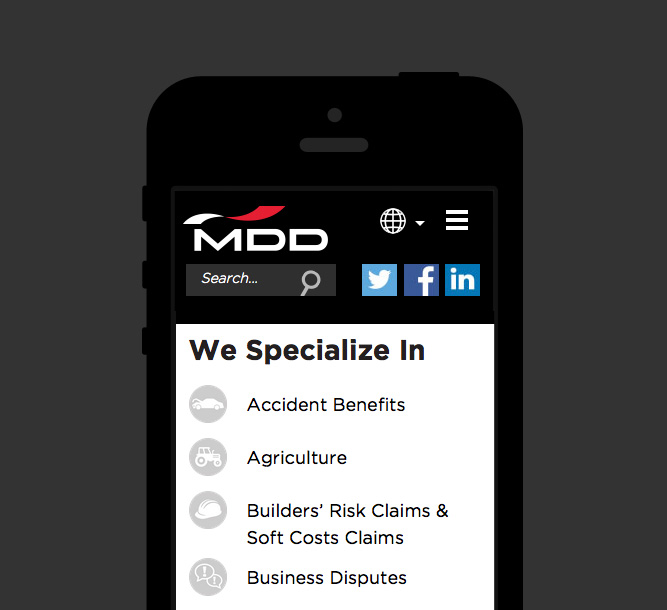 MDD
Search...
We Specialize In
Accident Benefits
Agriculture
Builders’ Risk Claims &
Soft Costs Claims
Business Disputes